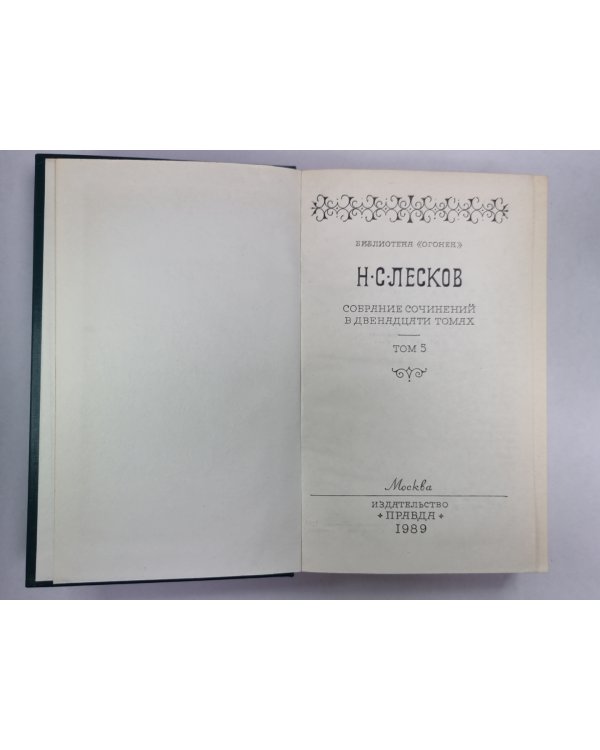 БИБЛИОТЕКА «ОГОНЕК»
Н·С·ЛЕСКОВ
СОБРАНИЕ СОЧИНЕНИЙ
В ДВЕНАДЦАТИ ТОМАХ
ТОМ 5
Москва
ИЗДАТЕЛЬСТВО
ПРАВДА
1989